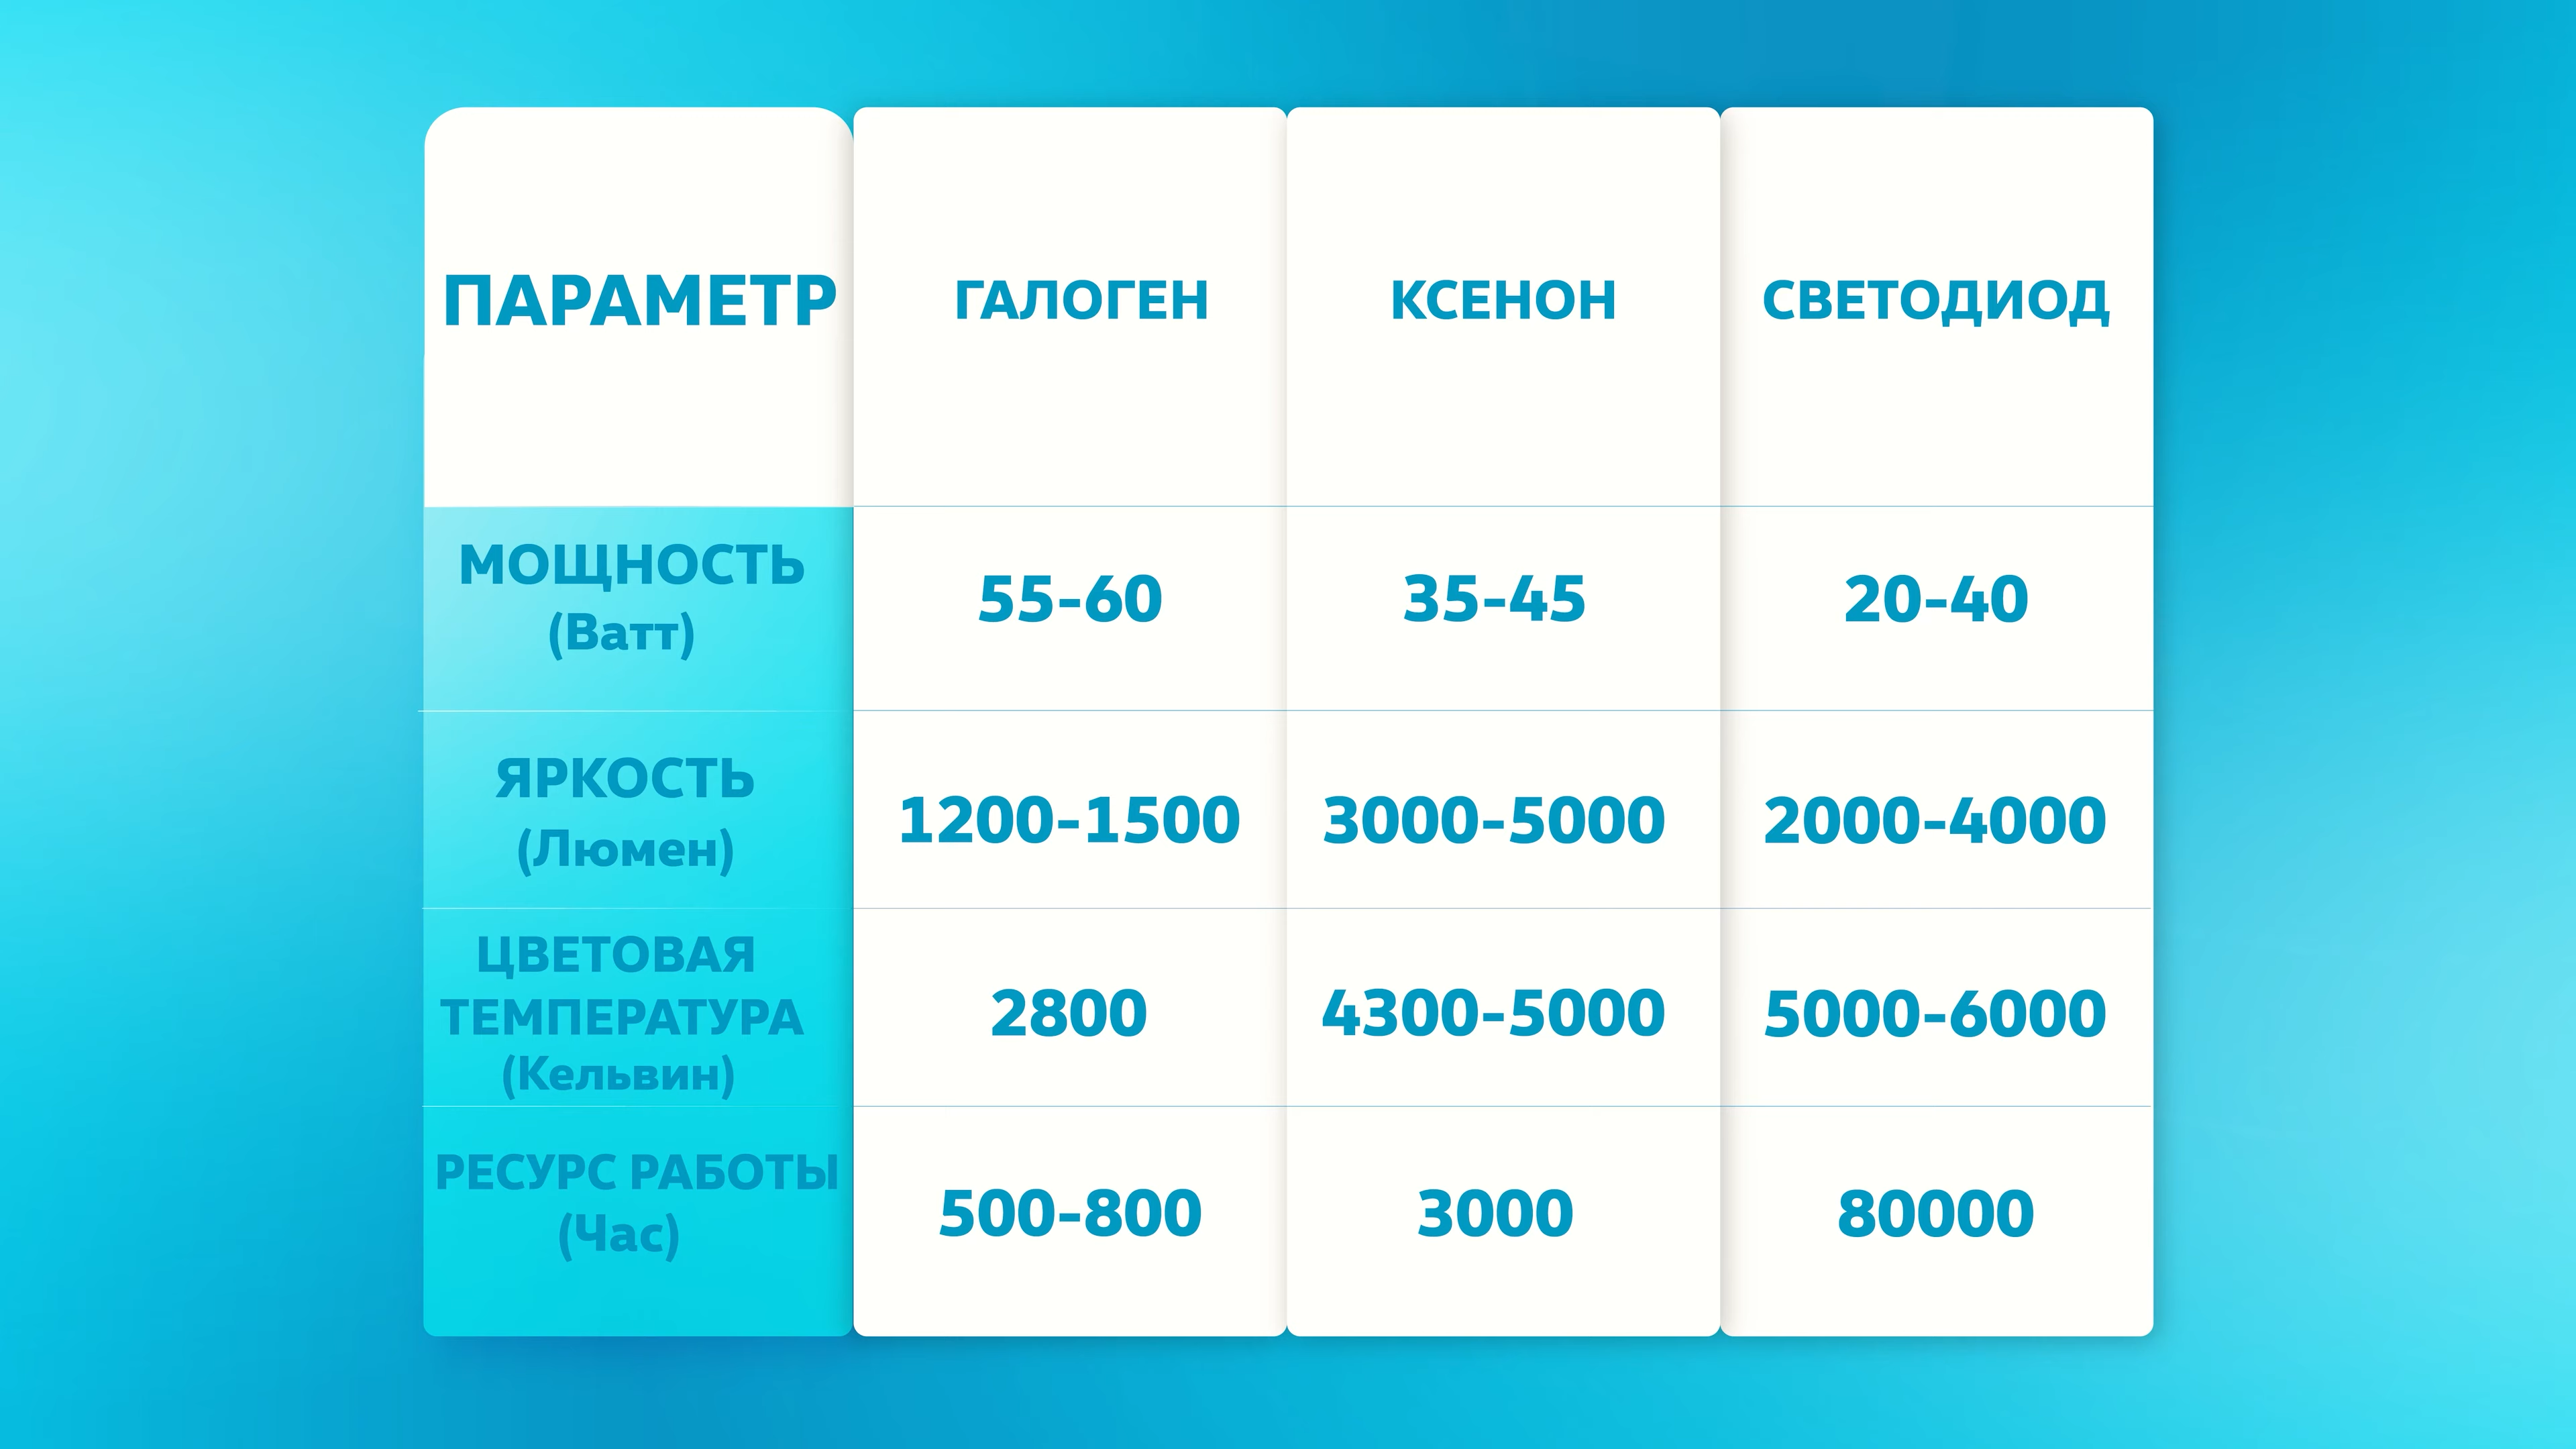 ПАРАМЕТР ГАЛОГЕН КСЕНОН СВЕТОДИОД
МОЩНОСТЬ
(Ватт)
55-60 35-45 20-40
ЯРКОСТЬ
(Люмен)
1200-1500 3000-5000 2000-4000
ЦВЕТОВАЯ
ТЕМПЕРАТУРА
(Кельвин)
2800 4300-5000 5000-6000
РЕСУРС РАБОТЫ
(Час)
500-800 3000 80000